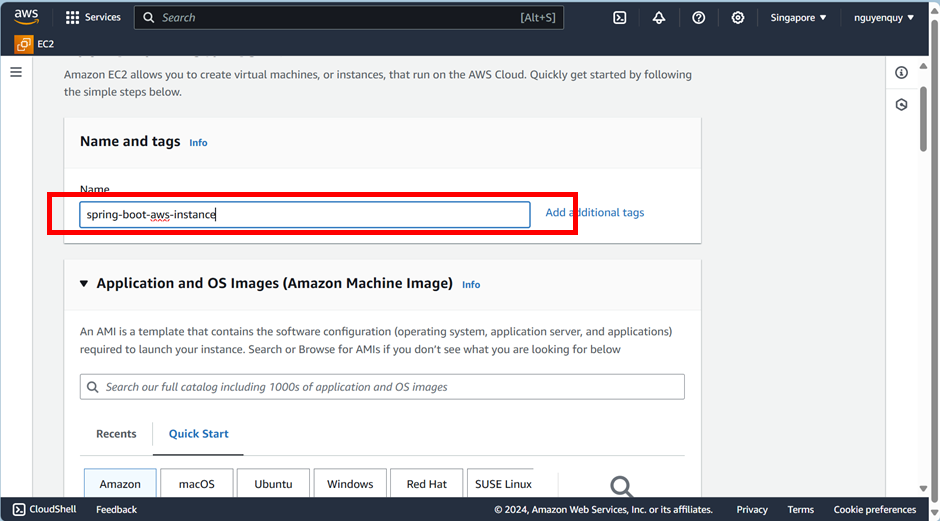 aws
Services
Search
[Alt+S]
Singapore ▼
nguyenquy ▼
EC2
Amazon EC2 allows you to create virtual machines, or instances, that run on the AWS Cloud. Quickly get started by following
the simple steps below.
Name and tags Info
Name
spring-boot-aws-instance
Add additional tags
▼ Application and OS Images (Amazon Machine Image) Info
An AMI is a template that contains the software configuration (operating system, application server, and applications)
required to launch your instance. Search or Browse for AMIs if you don't see what you are looking for below
Search our full catalog including 1000s of application and OS images
Recents
Quick Start
Amazon
macOS
Ubuntu
Windows
Red Hat
SUSE Linux
CloudShell
Feedback
© 2024, Amazon Web Services, Inc. or its affiliates.
Privacy
Terms
Cookie preferences